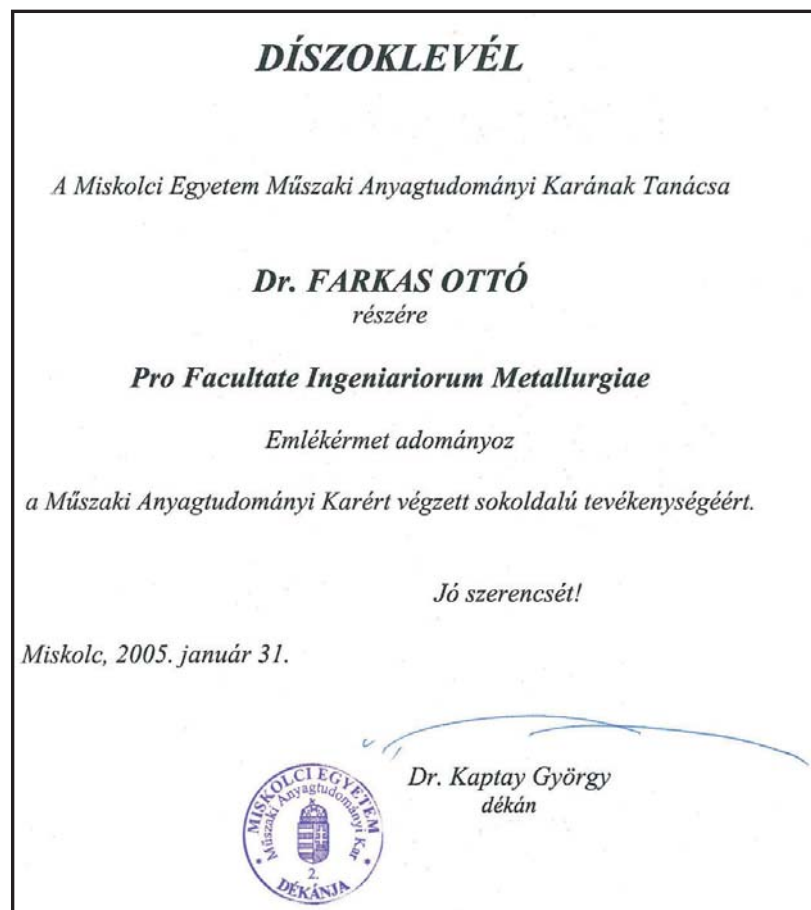 DÍSZOKLEVÉL
A Miskolci Egyetem Műszaki Anyagtudományi Karának Tanácsa
Dr. FARKAS OTTÓ
részére
Pro Facultate Ingeniariorum Metallurgiae
Emlékérmet adományoz
a Műszaki Anyagtudományi Karért végzett sokoldalú tevékenységéért.
Jó szerencsét!
Miskolc, 2005. január 31.
Dr. Kaptay György
dékán
MISKOLCI EGYETEM
Műszaki Anyagtudományi Kar
2.
DÉKÁNJA